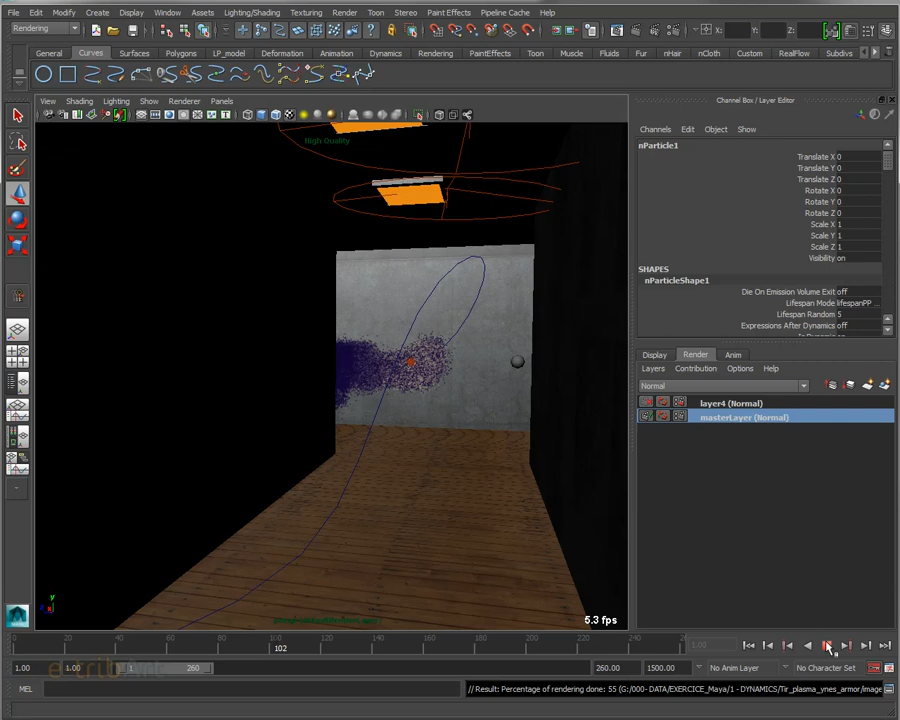 File Edit Modify Create Display Window Assets Lighting/Shading Texturing Render Toon Stereo Paint Effects Pipeline Cache Help
Rendering X: Y: Z:
General Curves Surfaces Polygons LP_model Deformation Animation Dynamics Rendering PaintEffects Toon Muscle Fluids Fur nHair nCloth Custom RealFlow Subdivs
View Shading Lighting Show Renderer Panels
Channel Box / Layer Editor
Channels Edit Object Show
High Quality
nParticle1
Translate X 0
Translate Y 0
Translate Z 0
Rotate X 0
Rotate Y 0
Rotate Z 0
Scale X 1
Scale Y 1
Scale Z 1
Visibility on
SHAPES
nParticleShape1
Die On Emission Volume Exit off
Lifespan Mode lifespanPP ...
Lifespan Random 5
Expressions After Dynamics off
Display Render Anim
Layers Contribution Options Help
Normal
layer4 (Normal)
masterLayer (Normal)
y
z x
5.3 fps
0 20 40 60 80 100 120 140 160 180 200 220 240 26
102
1.00
1.00 1.00 1 260 260.00 1500.00 No Anim Layer No Character Set
e-tribArt
MEL // Result: Percentage of rendering done: 55 (G:/000- DATA/EXERCICE_Maya/1 - DYNAMICS/Tir_plasma_ynes_armor/image